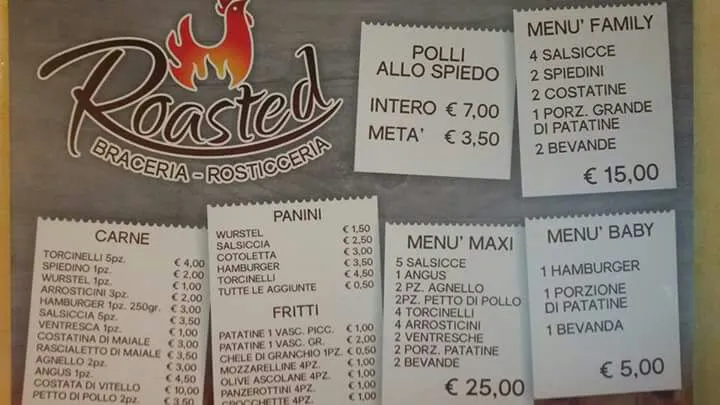 Roasted
BRACERIA - ROSTICCERIA
POLLI
ALLO SPIEDO
INTERO € 7,00
META' € 3,50
MENU' FAMILY
4 SALSICCE
2 SPIEDINI
2 COSTATINE
1 PORZ. GRANDE
DI PATATINE
2 BEVANDE
€ 15,00
CARNE
TORCINELLI 5pz. € 4,00
SPIEDINO 1pz. € 2,00
WURSTEL 1pz. € 1,00
ARROSTICINI 3pz. € 2,00
HAMBURGER 1pz. 250gr. € 3,00
SALSICCIA 5pz. € 3,50
VENTRESCA 1pz. € 1,00
COSTATINA DI MAIALE € 3,00
RASCIALETTO DI MAIALE € 3,50
AGNELLO 2pz. € 3,00
ANGUS 1pz. € 4,50
COSTATA DI VITELLO € 10,00
PETTO DI POLLO 2pz. € 3,50
PANINI
WURSTEL € 1,50
SALSICCIA € 2,50
COTOLETTA € 3,00
HAMBURGER € 3,50
TORCINELLI € 4,50
TUTTE LE AGGIUNTE € 0,50
FRITTI
PATATINE 1 VASC. PICC. € 1,00
PATATINE 1 VASC. GR. € 2,00
CHELE DI GRANCHIO 1PZ. € 0,50
MOZZARELLINE 4PZ. € 1,00
OLIVE ASCOLANE 4PZ. € 1,00
PANZEROTTINI 4PZ. € 1,00
CROCCHETTE 4PZ. € 1,00
MENU' MAXI
5 SALSICCE
1 ANGUS
2 PZ. AGNELLO
2PZ. PETTO DI POLLO
4 TORCINELLI
4 ARROSTICINI
2 VENTRESCHE
2 PORZ. PATATINE
2 BEVANDE
€ 25,00
MENU' BABY
1 HAMBURGER
1 PORZIONE
DI PATATINE
1 BEVANDA
€ 5,00